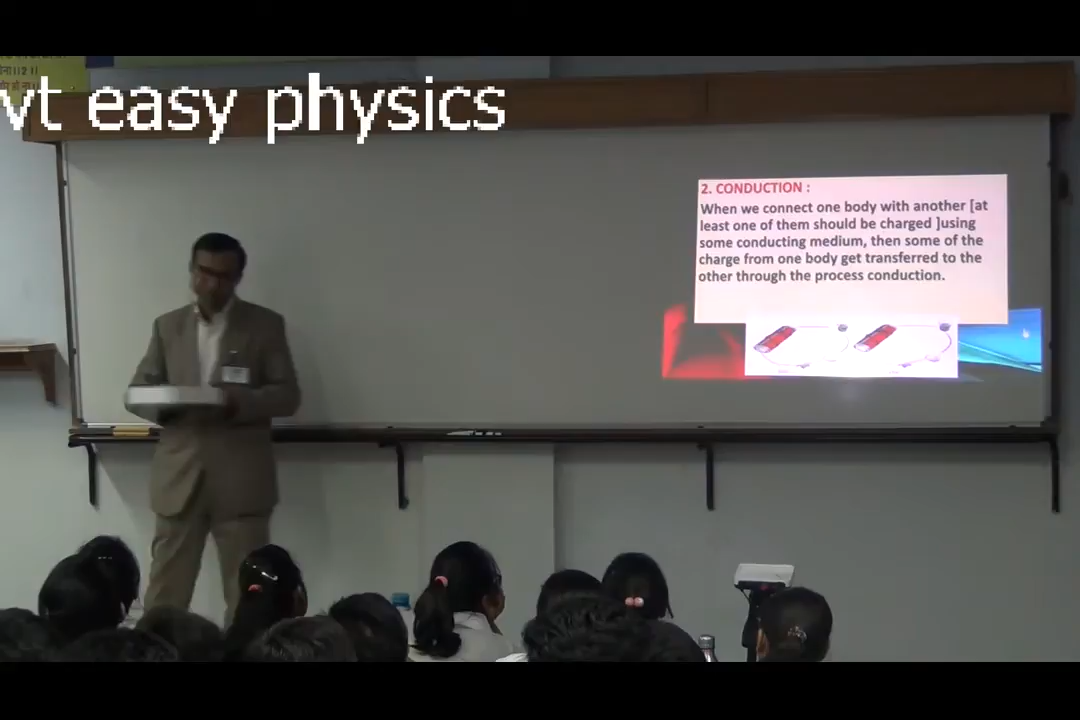 ोना।।2।।
vt easy physics
2. CONDUCTION :
When we connect one body with another [at
least one of them should be charged ]using
some conducting medium, then some of the
charge from one body get transferred to the
other through the process conduction.